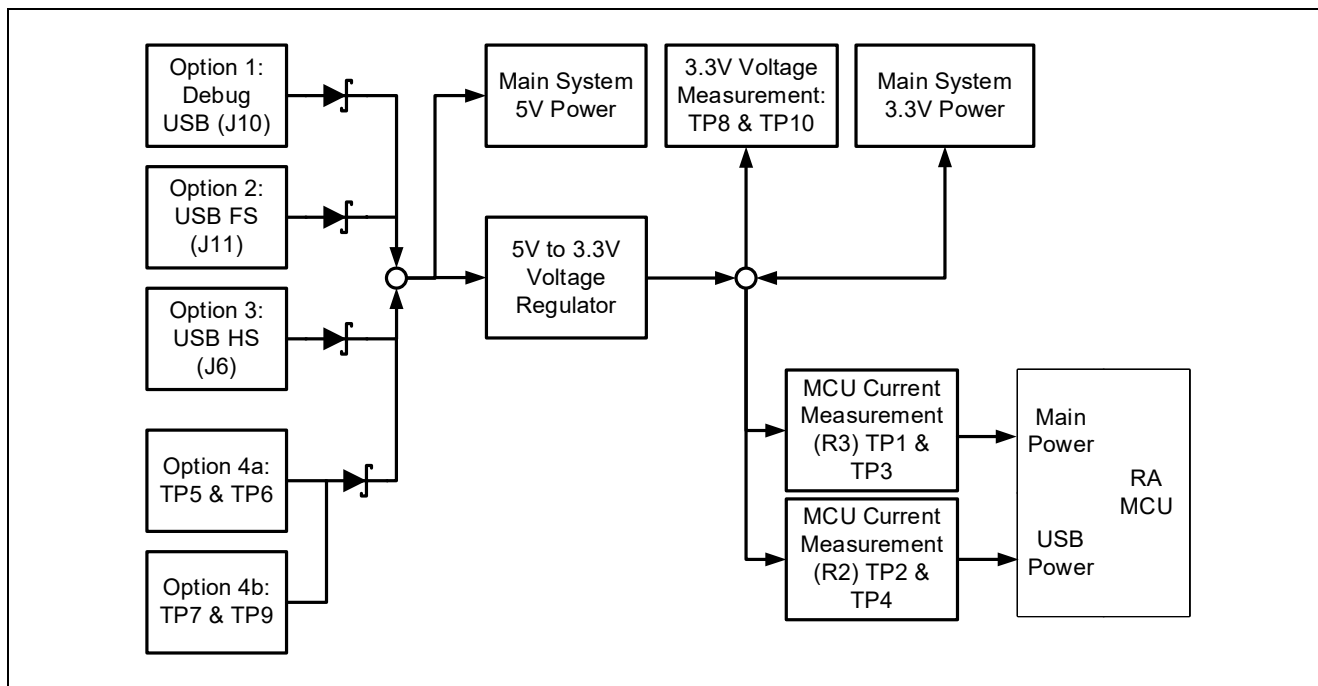 Option 1:
Debug
USB (J10)
Option 2:
USB FS
(J11)
Option 3:
USB HS
(J6)
Option 4a:
TP5 & TP6
Option 4b:
TP7 & TP9
Main System
5V Power
5V to 3.3V
Voltage
Regulator
3.3V Voltage
Measurement:
TP8 & TP10
Main System
3.3V Power
MCU Current
Measurement
(R3) TP1 &
TP3
MCU Current
Measurement
(R2) TP2 &
TP4
Main
Power
RA
MCU
USB
Power